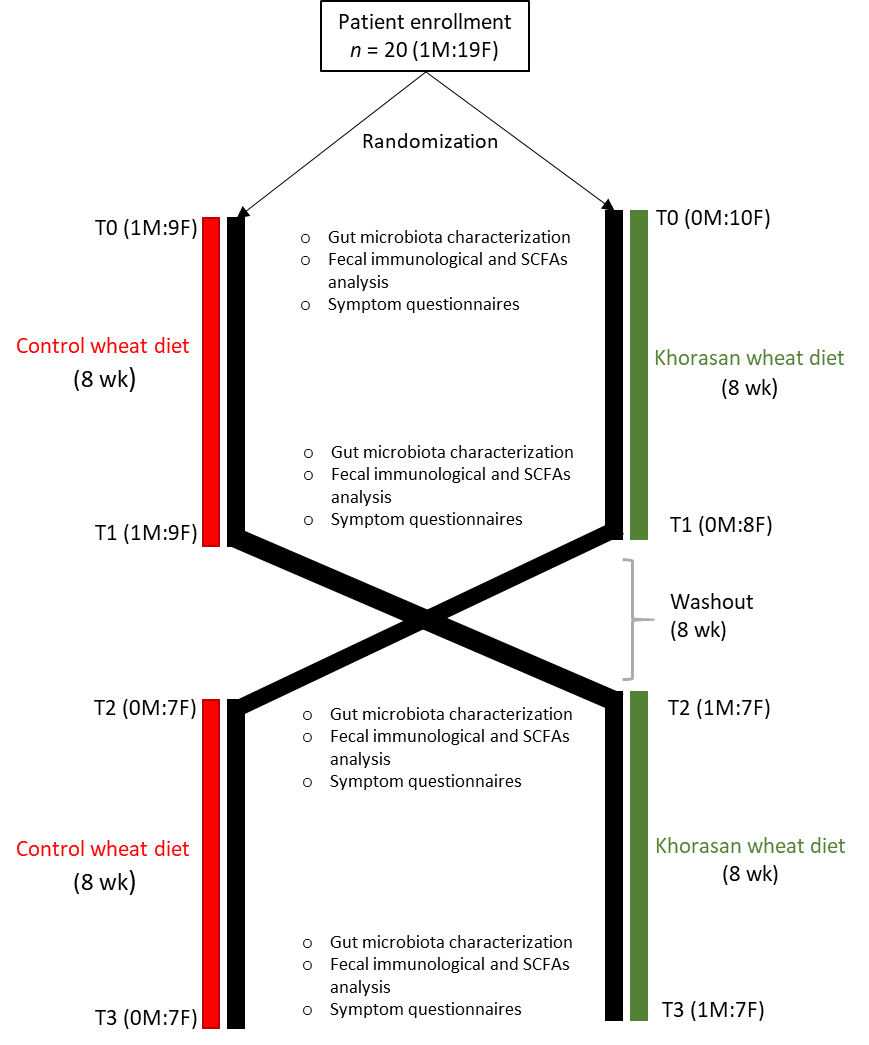 Patient enrollment
n = 20 (1M:19F)
Randomization
T0 (1M:9F)
T0 (0M:10F)
o Gut microbiota characterization
o Fecal immunological and SCFAs
analysis
o Symptom questionnaires
Control wheat diet
(8 wk)
Khorasan wheat diet
(8 wk)
o Gut microbiota characterization
o Fecal immunological and SCFAs
analysis
o Symptom questionnaires
T1 (1M:9F)
T1 (0M:8F)
Washout
(8 wk)
T2 (0M:7F)
T2 (1M:7F)
o Gut microbiota characterization
o Fecal immunological and SCFAs
analysis
o Symptom questionnaires
Control wheat diet
(8 wk)
Khorasan wheat diet
(8 wk)
o Gut microbiota characterization
o Fecal immunological and SCFAs
analysis
o Symptom questionnaires
T3 (0M:7F)
T3 (1M:7F)